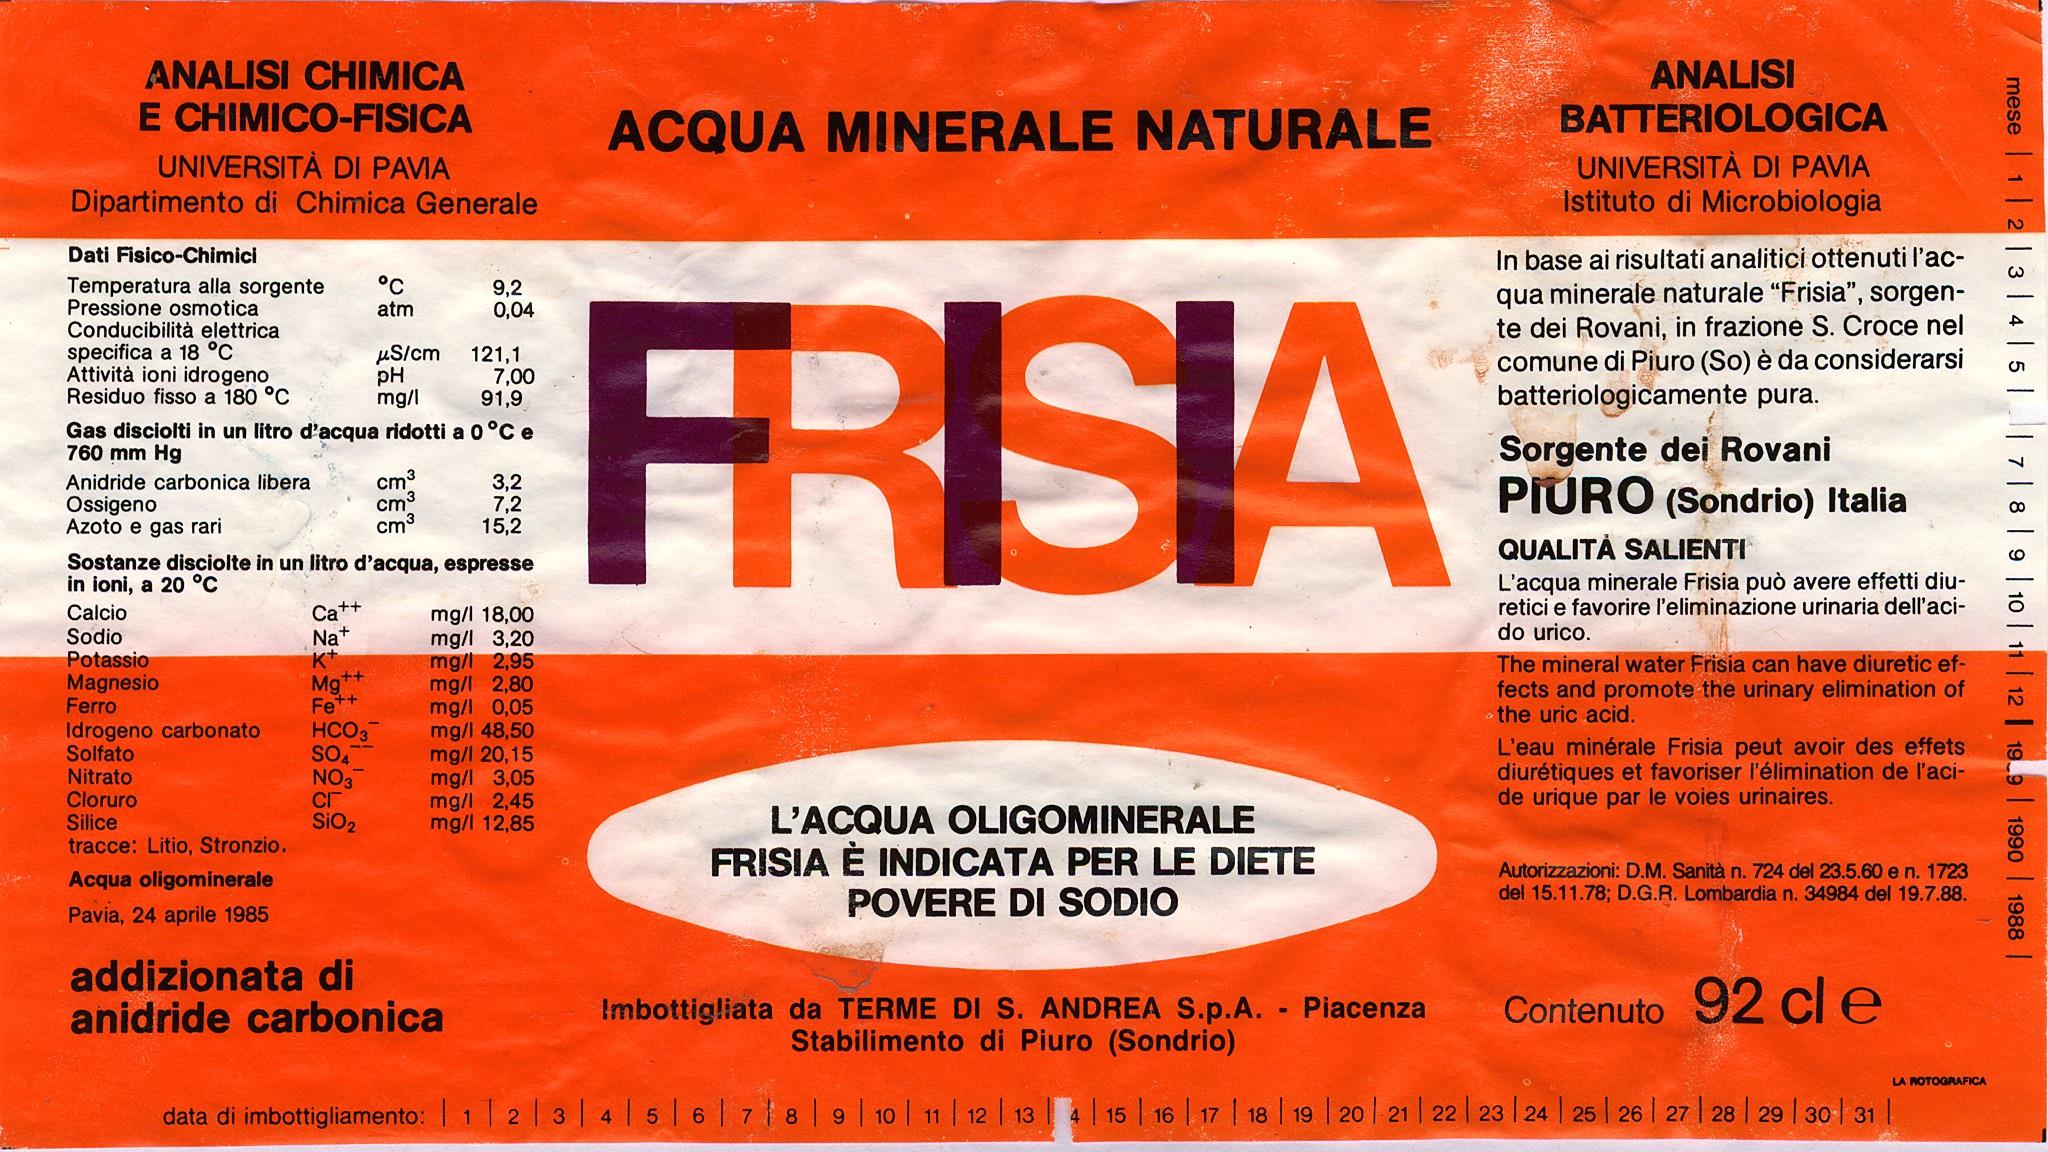 ANALISI CHIMICA
E CHIMICO-FISICA
UNIVERSITÀ DI PAVIA
Dipartimento di Chimica Generale
Dati Fisico-Chimici
Temperatura alla sorgente °C 9,2
Pressione osmotica atm 0,04
Conducibilità elettrica
specifica a 18 °C µS/cm 121,1
Attività ioni idrogeno pH 7,00
Residuo fisso a 180 °C mg/l 91,9
Gas disciolti in un litro d'acqua ridotti a 0 °C e
760 mm Hg
Anidride carbonica libera cm³ 3,2
Ossigeno cm³ 7,2
Azoto e gas rari cm³ 15,2
Sostanze disciolte in un litro d'acqua, espresse
in ioni, a 20 °C
Calcio Ca⁺⁺ mg/l 18,00
Sodio Na⁺ mg/l 3,20
Potassio K⁺ mg/l 2,95
Magnesio Mg⁺⁺ mg/l 2,80
Ferro Fe⁺⁺ mg/l 0,05
Idrogeno carbonato HCO₃⁻ mg/l 48,50
Solfato SO₄⁻⁻ mg/l 20,15
Nitrato NO₃⁻ mg/l 3,05
Cloruro Cl⁻ mg/l 2,45
Silice SiO₂ mg/l 12,85
tracce: Litio, Stronzio.
Acqua oligominerale
Pavia, 24 aprile 1985
addizionata di
anidride carbonica
ACQUA MINERALE NATURALE
FRISIA
L'ACQUA OLIGOMINERALE
FRISIA È INDICATA PER LE DIETE
POVERE DI SODIO
Imbottigliata da TERME DI S. ANDREA S.p.A. - Piacenza
Stabilimento di Piuro (Sondrio)
ANALISI
BATTERIOLOGICA
UNIVERSITÀ DI PAVIA
Istituto di Microbiologia
In base ai risultati analitici ottenuti l'ac-
qua minerale naturale "Frisia", sorgen-
te dei Rovani, in frazione S. Croce nel
comune di Piuro (So) è da considerarsi
batteriologicamente pura.
Sorgente dei Rovani
PIURO (Sondrio) Italia
QUALITÀ SALIENTI
L'acqua minerale Frisia può avere effetti diu-
retici e favorire l'eliminazione urinaria dell'aci-
do urico.
The mineral water Frisia can have diuretic ef-
fects and promote the urinary elimination of
the uric acid.
L'eau minérale Frisia peut avoir des effets
diurétiques et favoriser l'élimination de l'aci-
de urique par le voies urinaires.
Autorizzazioni: D.M. Sanità n. 724 del 23.5.60 e n. 1723
del 15.11.78; D.G.R. Lombardia n. 34984 del 19.7.88.
Contenuto 92 cl e
LA ROTOGRAFICA
data di imbottigliamento: | 1 | 2 | 3 | 4 | 5 | 6 | 7 | 8 | 9 | 10 | 11 | 12 | 13 | 4 | 15 | 16 | 17 | 18 | 19 | 20 | 21 | 22 | 23 | 24 | 25 | 26 | 27 | 28 | 29 | 30 | 31 |
mese | 1 | 2 | 3 | 4 | 5 | | 7 | 8 | 9 | 10 | 11 | 12 | | 1990 | 1988 |